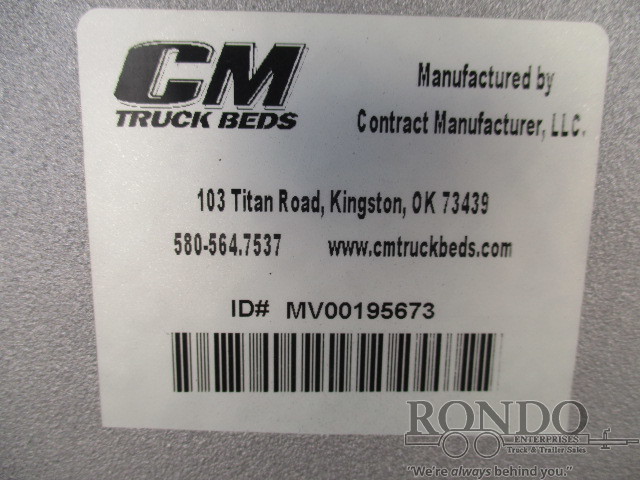 CM
TRUCK BEDS
Manufactured by
Contract Manufacturer, LLC.
103 Titan Road, Kingston, OK 73439
580-564.7537 www.cmtruckbeds.com
ID# MV00195673
RONDO
ENTERPRISES
Truck & Trailer Sales
"We're always behind you."